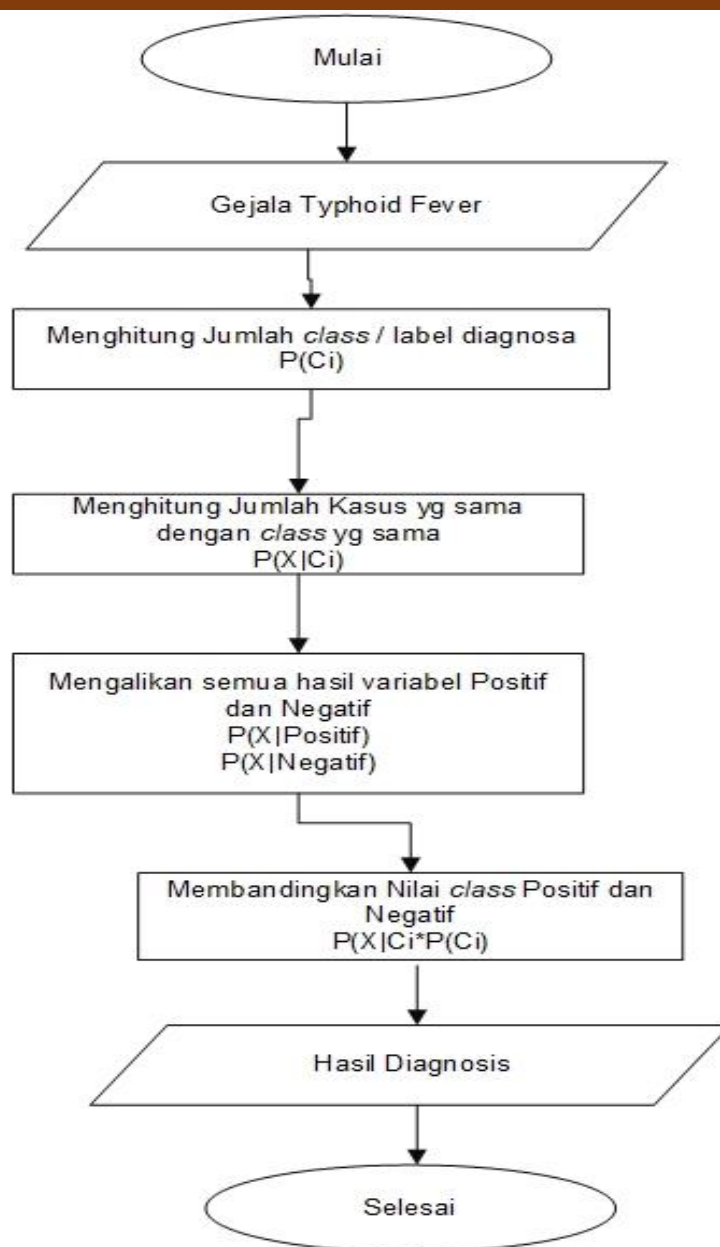 Mulai
Gejala Typhoid Fever
Menghitung Jumlah class / label diagnosa
P(Ci)
Menghitung Jumlah Kasus yg sama
dengan class yg sama
P(X|Ci)
Mengalikan semua hasil variabel Positif
dan Negatif
P(X|Positif)
P(X|Negatif)
Membandingkan Nilai class Positif dan
Negatif
P(X|Ci*P(Ci)
Hasil Diagnosis
Selesai